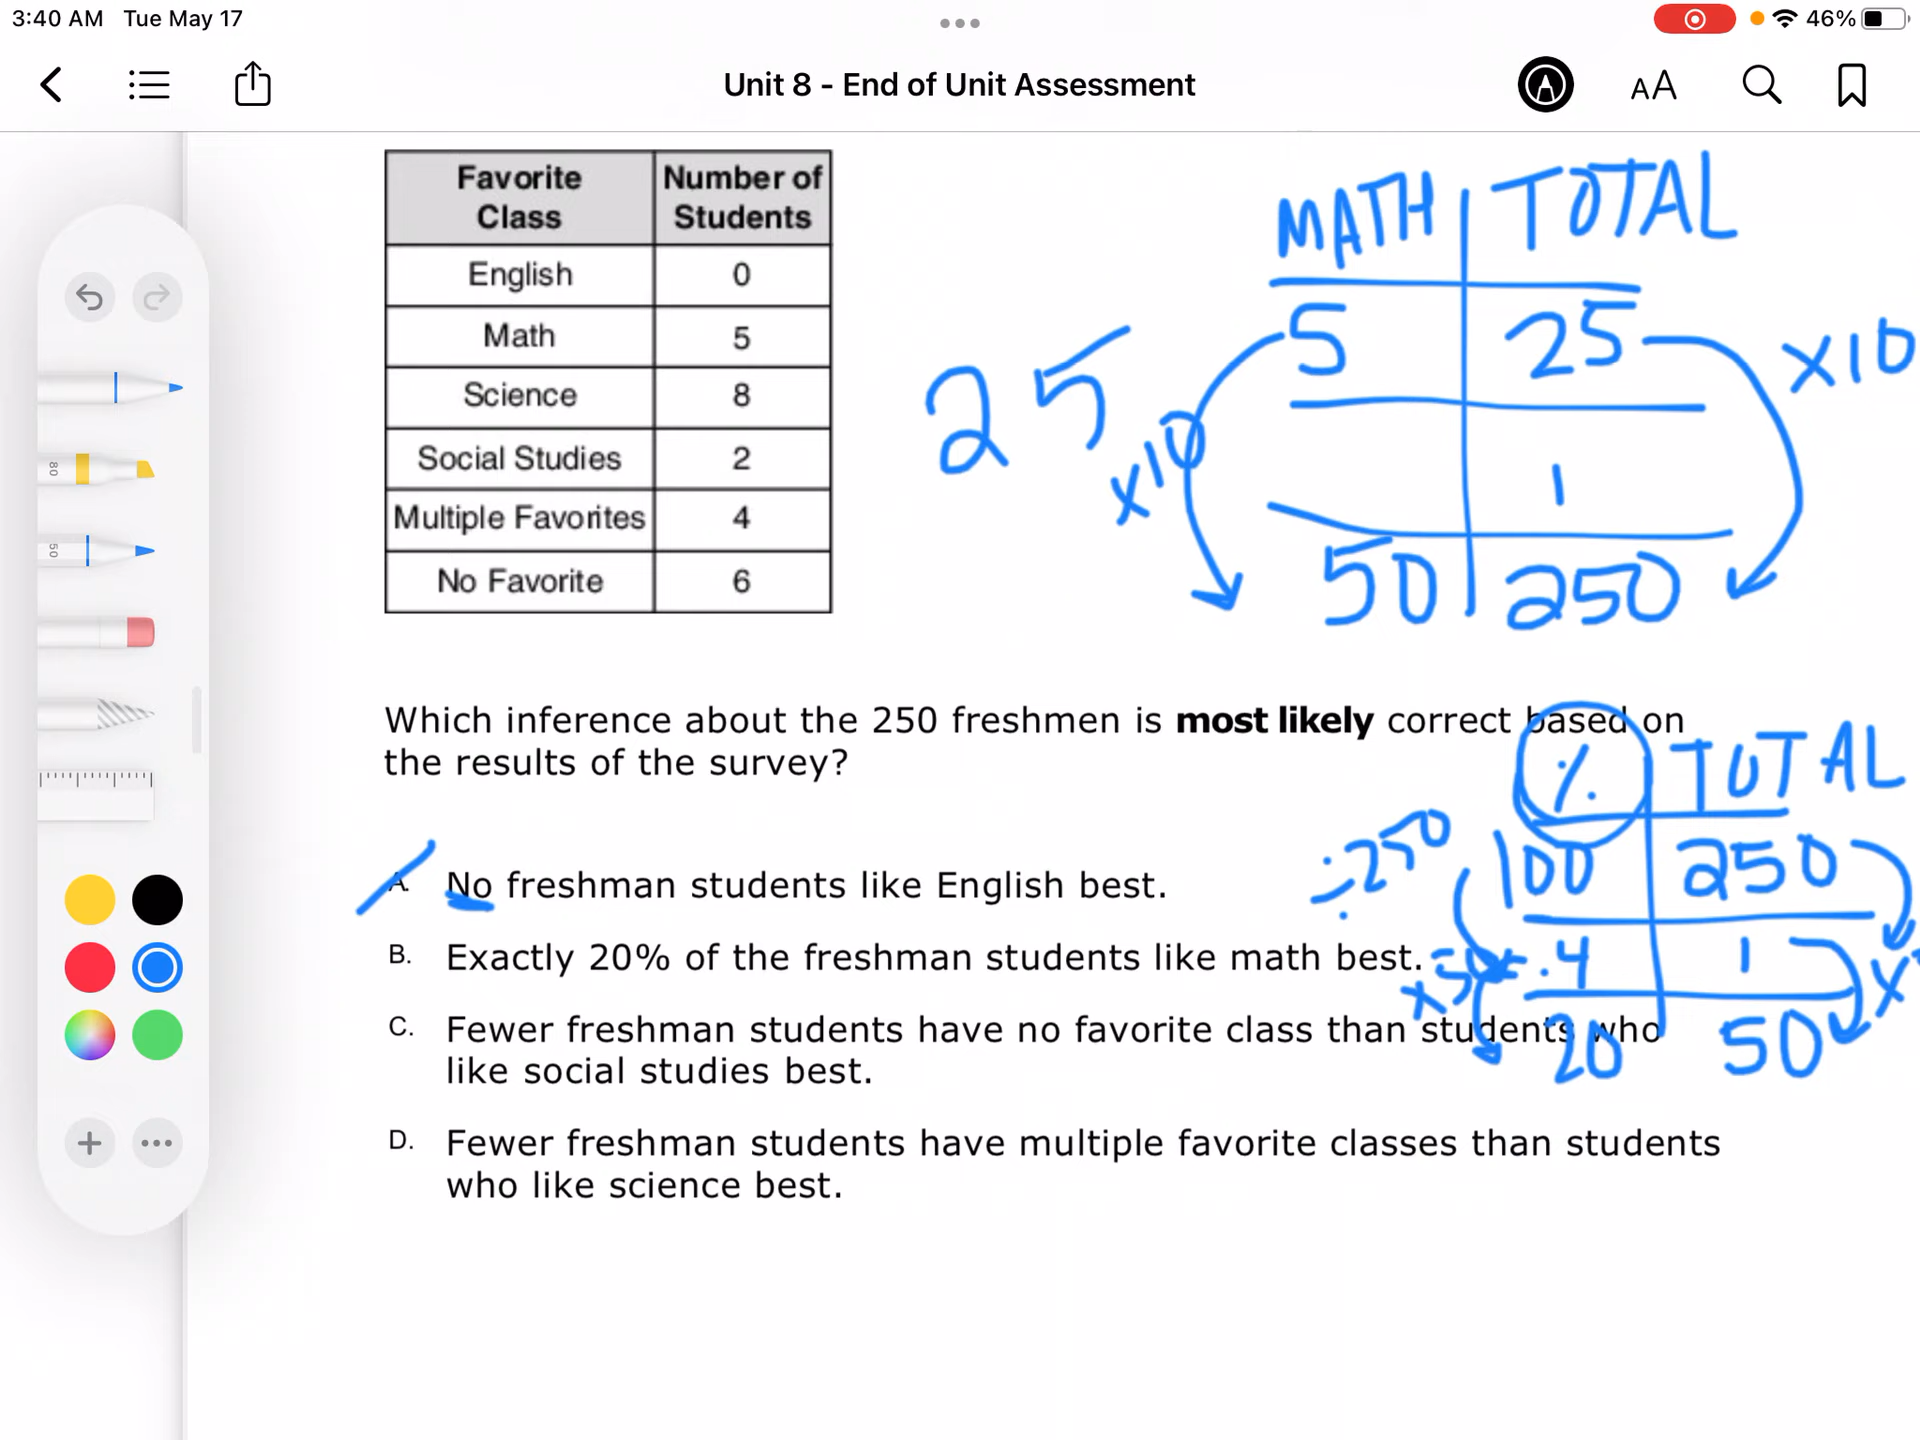 3:40 AM Tue May 17
46%
Unit 8 - End of Unit Assessment
AA
Favorite Class Number of Students
English 0
Math 5
Science 8
Social Studies 2
Multiple Favorites 4
No Favorite 6
25
MATH TOTAL
5 25
x10 x10
1
50 250
Which inference about the 250 freshmen is most likely correct based on
the results of the survey?
% TOTAL
÷250 100 250
.4 1
20 50
A. No freshman students like English best.
B. Exactly 20% of the freshman students like math best.
C. Fewer freshman students have no favorite class than students who
like social studies best.
D. Fewer freshman students have multiple favorite classes than students
who like science best.
80
50